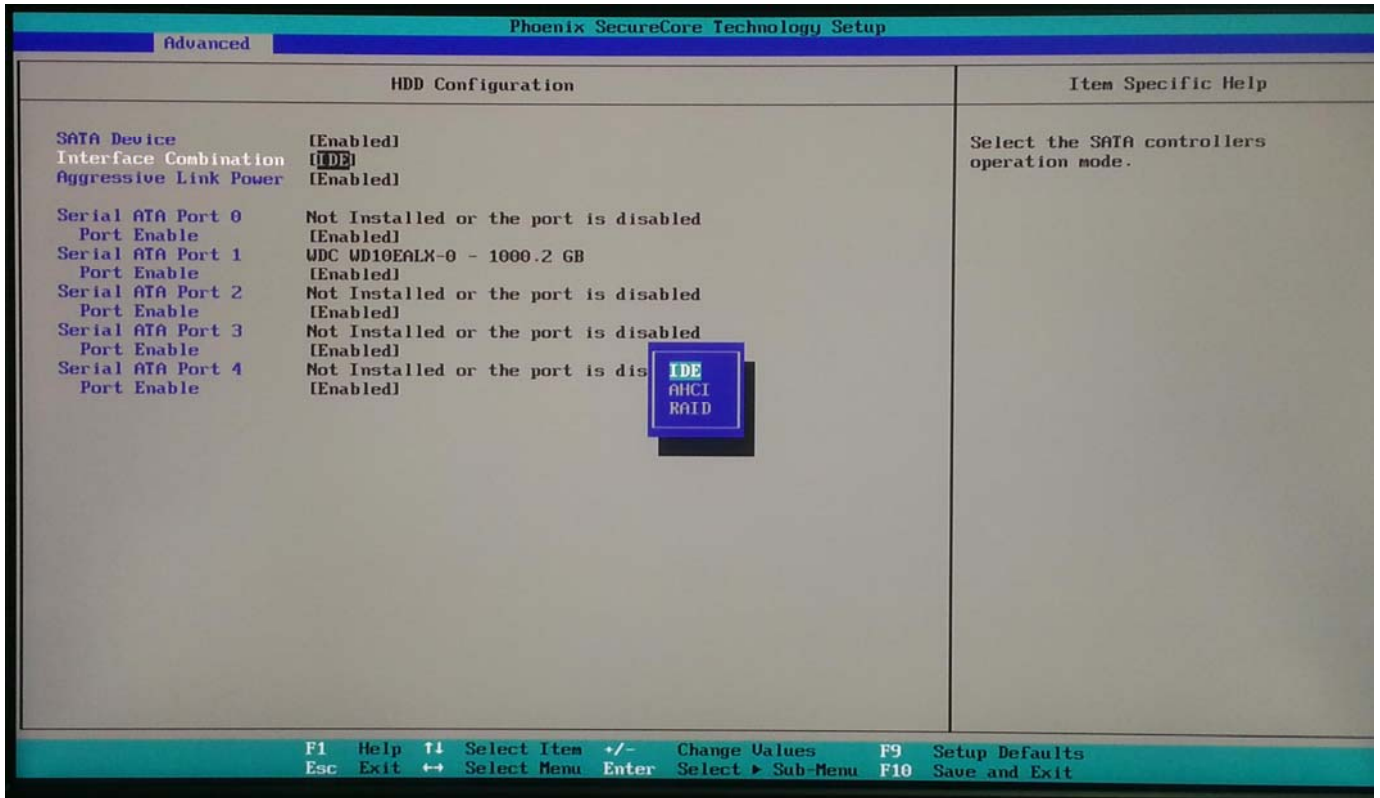 Phoenix SecureCore Technology Setup
Advanced
HDD Configuration
Item Specific Help
SATA Device [Enabled]
Interface Combination [IDE]
Aggressive Link Power [Enabled]
Serial ATA Port 0 Not Installed or the port is disabled
Port Enable [Enabled]
Serial ATA Port 1 WDC WD10EALX-0 - 1000.2 GB
Port Enable [Enabled]
Serial ATA Port 2 Not Installed or the port is disabled
Port Enable [Enabled]
Serial ATA Port 3 Not Installed or the port is disabled
Port Enable [Enabled]
Serial ATA Port 4 Not Installed or the port is dis
Port Enable [Enabled]
IDE
AHCI
RAID
Select the SATA controllers
operation mode.
F1 Help ↑↓ Select Item +/- Change Values F9 Setup Defaults
Esc Exit ↔ Select Menu Enter Select ► Sub-Menu F10 Save and Exit